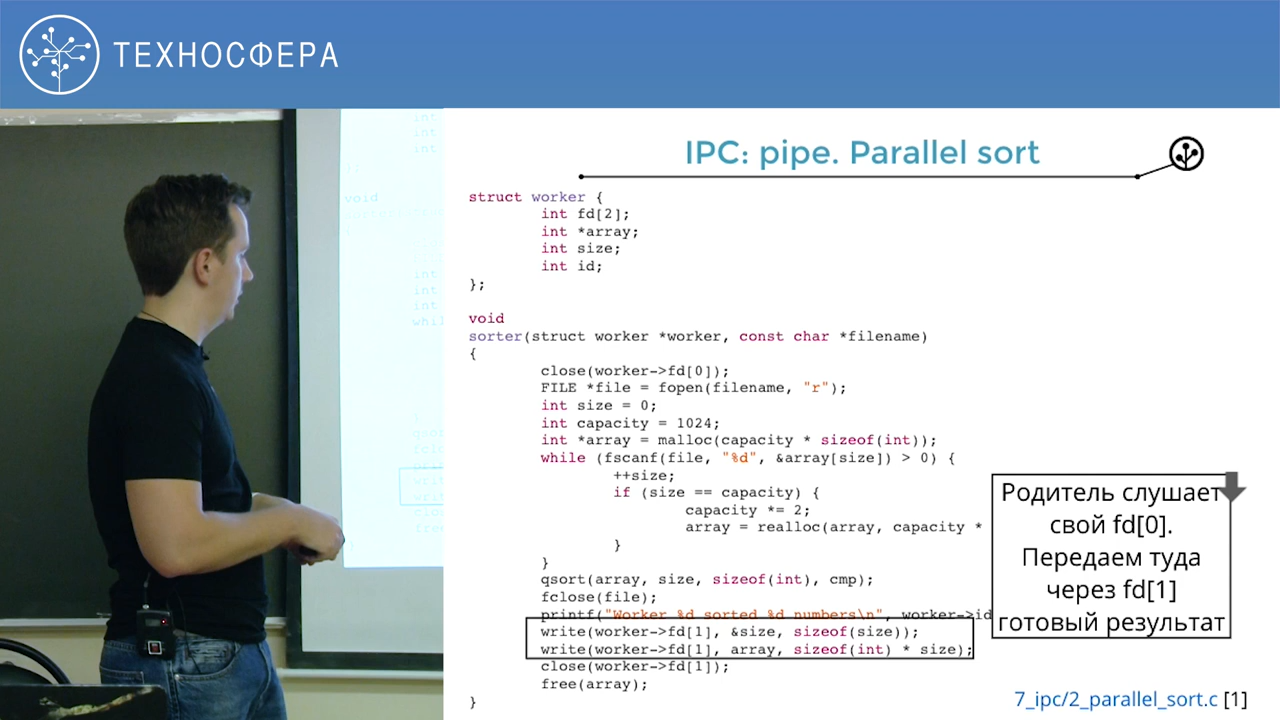 ТЕХНОСФЕРА
IPC: pipe. Parallel sort
struct worker {
int fd[2];
int *array;
int size;
int id;
};
void
sorter(struct worker *worker, const char *filename)
{
close(worker->fd[0]);
FILE *file = fopen(filename, "r");
int size = 0;
int capacity = 1024;
int *array = malloc(capacity * sizeof(int));
while (fscanf(file, "%d", &array[size]) > 0) {
++size;
if (size == capacity) {
capacity *= 2;
array = realloc(array, capacity *
}
}
qsort(array, size, sizeof(int), cmp);
fclose(file);
printf("Worker %d sorted %d numbers\n", worker->id
write(worker->fd[1], &size, sizeof(size));
write(worker->fd[1], array, sizeof(int) * size);
close(worker->fd[1]);
free(array);
}
Родитель слушает
свой fd[0].
Передаем туда
через fd[1]
готовый результат
7_ipc/2_parallel_sort.c [1]